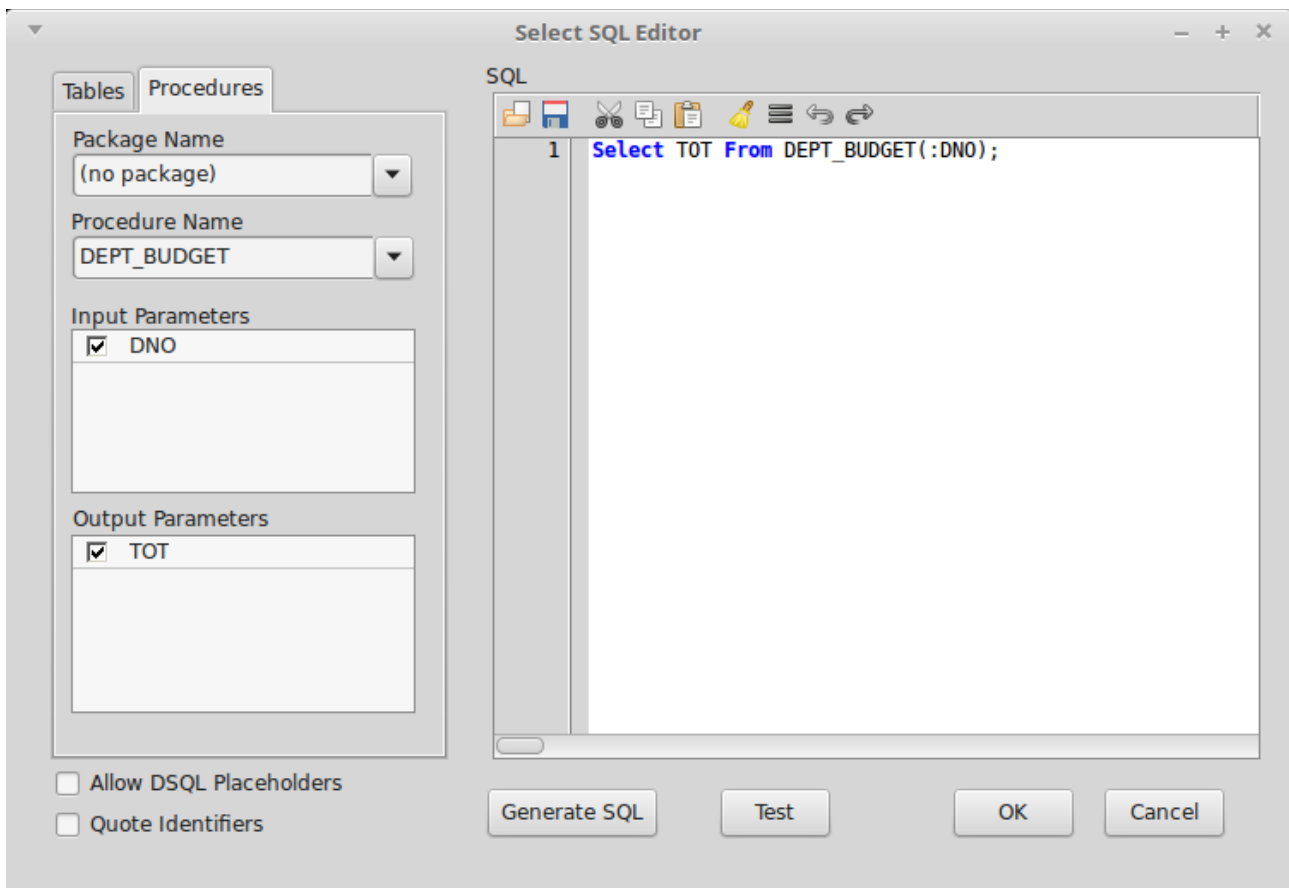 Select SQL Editor
Tables
Procedures
Package Name
(no package)
Procedure Name
DEPT_BUDGET
Input Parameters
DNO
Output Parameters
TOT
Allow DSQL Placeholders
Quote Identifiers
SQL
1 Select TOT From DEPT_BUDGET(:DNO);
Generate SQL
Test
OK
Cancel